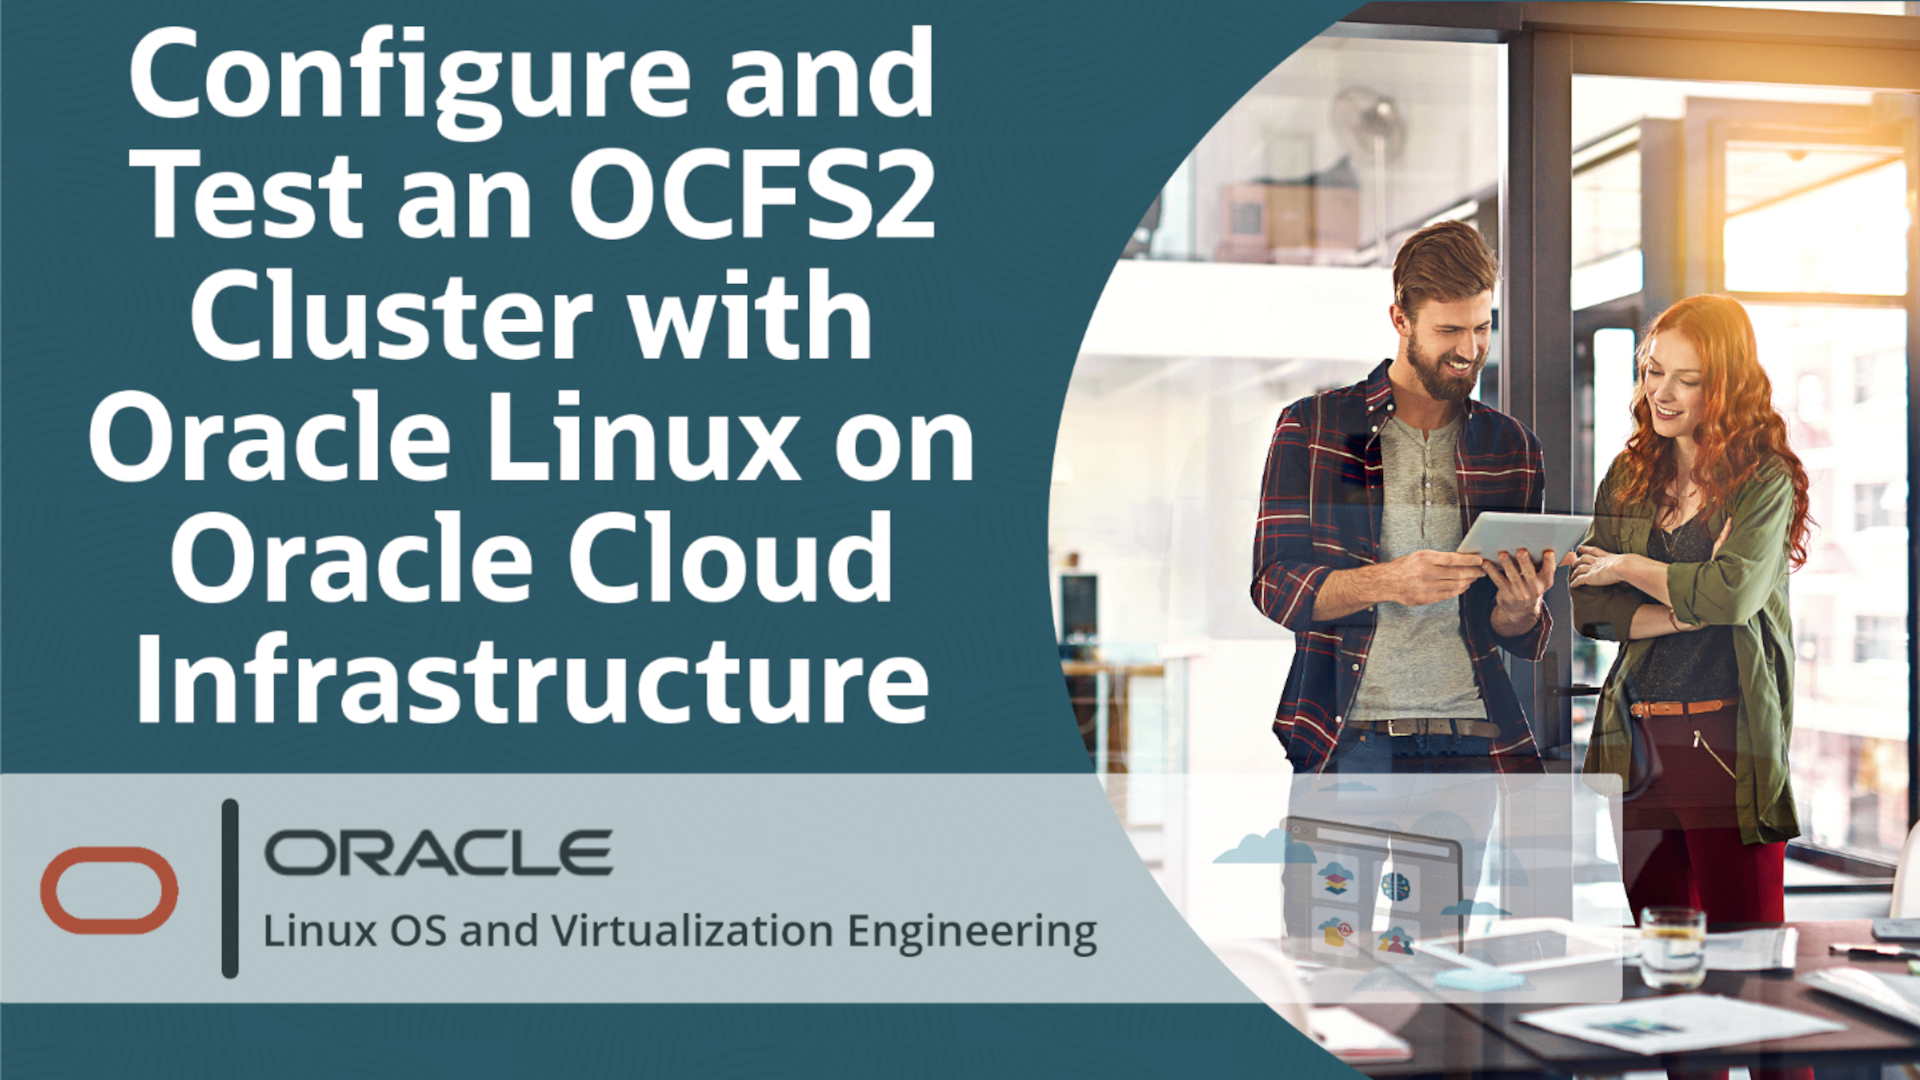 Configure and
Test an OCFS2
Cluster with
Oracle Linux on
Oracle Cloud
Infrastructure
ORACLE
Linux OS and Virtualization Engineering